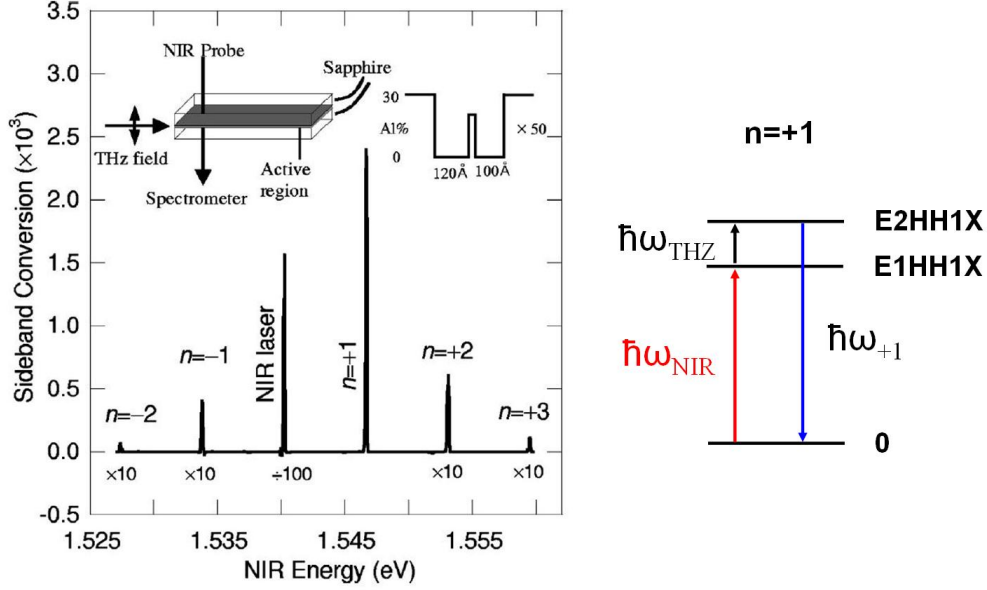 3.5
3.0
2.5
2.0
1.5
1.0
0.5
0.0
-0.5
Sideband Conversion (×10³)
NIR Probe
Sapphire
THz field
Spectrometer
Active
region
30
Al%
0
× 50
120Å 100Å
n=−2
n=−1
NIR laser
n=+1
n=+2
n=+3
×10
×10
÷100
×10
×10
1.525
1.535
1.545
1.555
NIR Energy (eV)
n=+1
E2HH1X
ħω_THZ
E1HH1X
ħω_NIR
ħω_+1
0